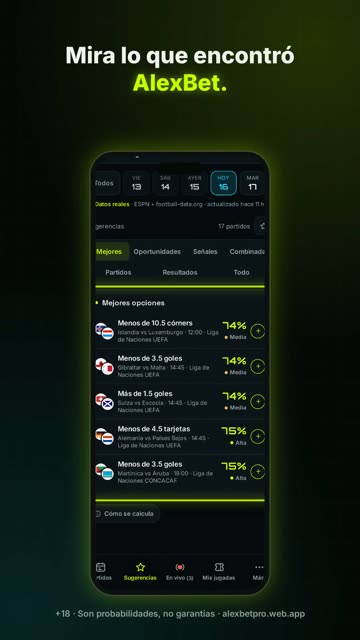 Mira lo que encontró
AlexBet.
Todos
VIE
13
SÁB
14
AYER
15
HOY
16
MAR
17
Datos reales · ESPN + football-data.org · actualizado hace 11 h
gerencias
17 partidos
Mejores
Oportunidades
Señales
Combinada
Partidos
Resultados
Todo
Mejores opciones
Menos de 10.5 córners
Islandia vs Luxemburgo · 12:00 · Liga
de Naciones UEFA
74%
Media
+
Menos de 3.5 goles
Gibraltar vs Malta · 14:45 · Liga de
Naciones UEFA
74%
Media
+
Más de 1.5 goles
Suiza vs Escocia · 14:45 · Liga de
Naciones UEFA
74%
Media
+
Menos de 4.5 tarjetas
Alemania vs Países Bajos · 14:45 ·
Liga de Naciones UEFA
75%
Alta
+
Menos de 3.5 goles
Martinica vs Aruba · 19:00 · Liga de
Naciones CONCACAF
75%
Alta
+
Cómo se calcula
rtidos
Sugerencias
En vivo (3)
Mis jugadas
Más
+18 · Son probabilidades, no garantías · alexbetpro.web.app